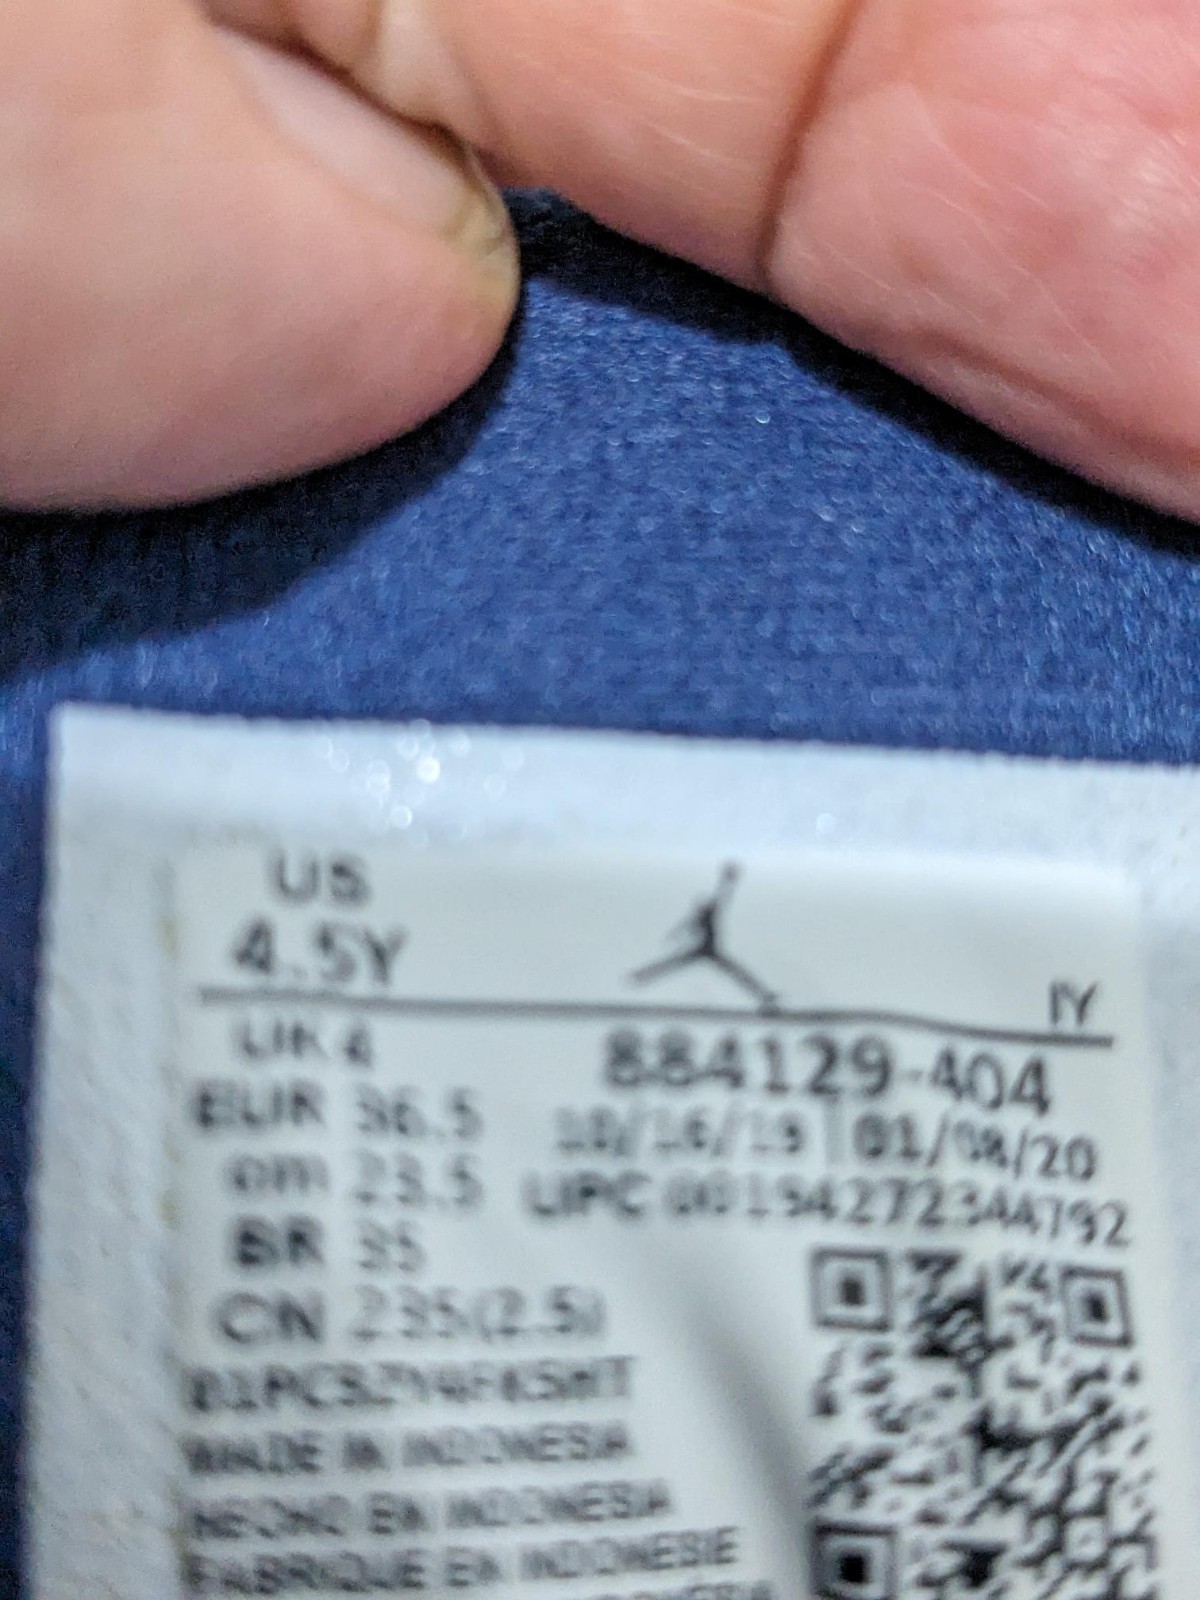 US
4.5Y
IY
UK 4
884129-404
EUR 36.5
10/16/19 | 01/08/20
cm 23.5
UPC 00194272344792
BR 35
CN 235(2.5)
MADE IN INDONESIA
HECHO EN INDONESIA
FABRIQUE EN INDONESIE